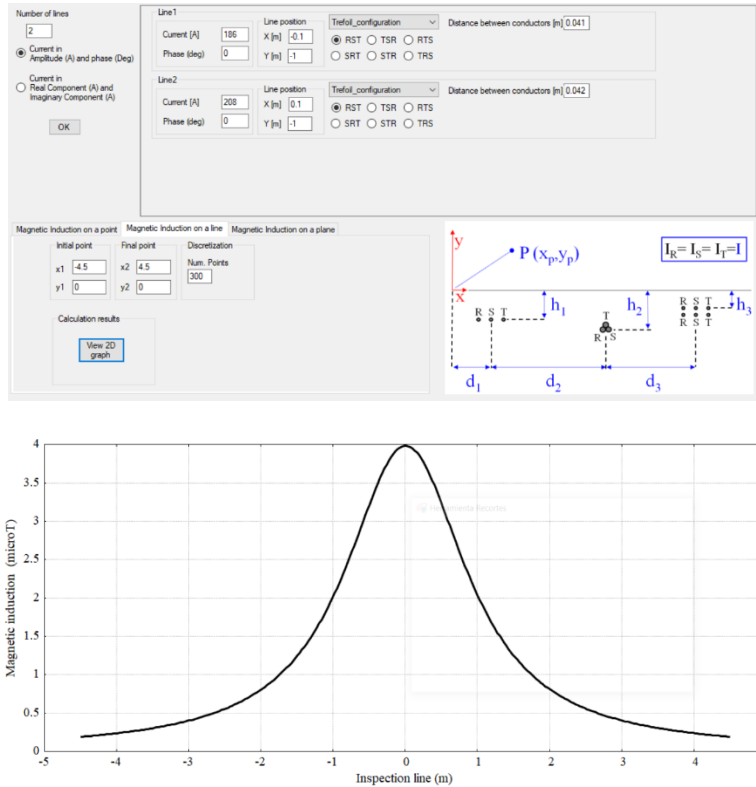 Number of lines
2
Current in
Amplitude (A) and phase (Deg)
Current in
Real Component (A) and
Imaginary Component (A)
OK
Line1
Current [A] 186
Phase (deg) 0
Line position
X [m] -0.1
Y [m] -1
Trefoil_configuration
RST TSR RTS
SRT STR TRS
Distance between conductors [m] 0.041
Line2
Current [A] 208
Phase (deg) 0
Line position
X [m] 0.1
Y [m] -1
Trefoil_configuration
RST TSR RTS
SRT STR TRS
Distance between conductors [m] 0.042
Magnetic Induction on a point Magnetic Induction on a line Magnetic Induction on a plane
Initial point
x1 -4.5
y1 0
Final point
x2 4.5
y2 0
Discretization
Num. Points
300
Calculation results
View 2D
graph
y
P (xp,yp)
IR= IS= IT=I
x
h1
h2
h3
R S T
T
R S
R S T
R S T
d1
d2
d3
4
3.5
3
2.5
2
1.5
1
0.5
0
Magnetic induction (microT)
Herramienta Recortes
-5 -4 -3 -2 -1 0 1 2 3 4
Inspection line (m)